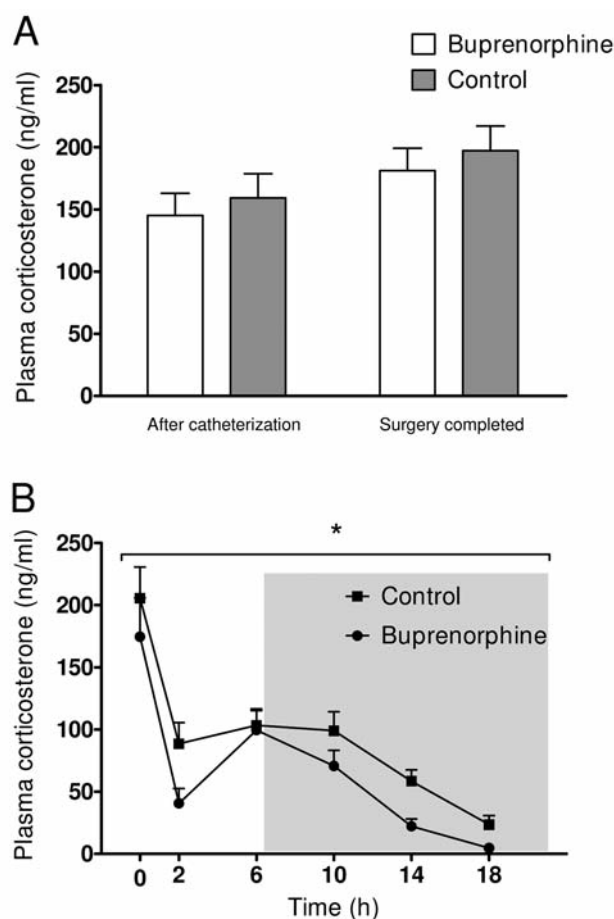 A
Buprenorphine
Control
Plasma corticosterone (ng/ml)
250
200
150
100
50
0
After catheterization Surgery completed
B
*
Plasma corticosterone (ng/ml)
250
200
150
100
50
0
Control
Buprenorphine
0 2 6 10 14 18
Time (h)